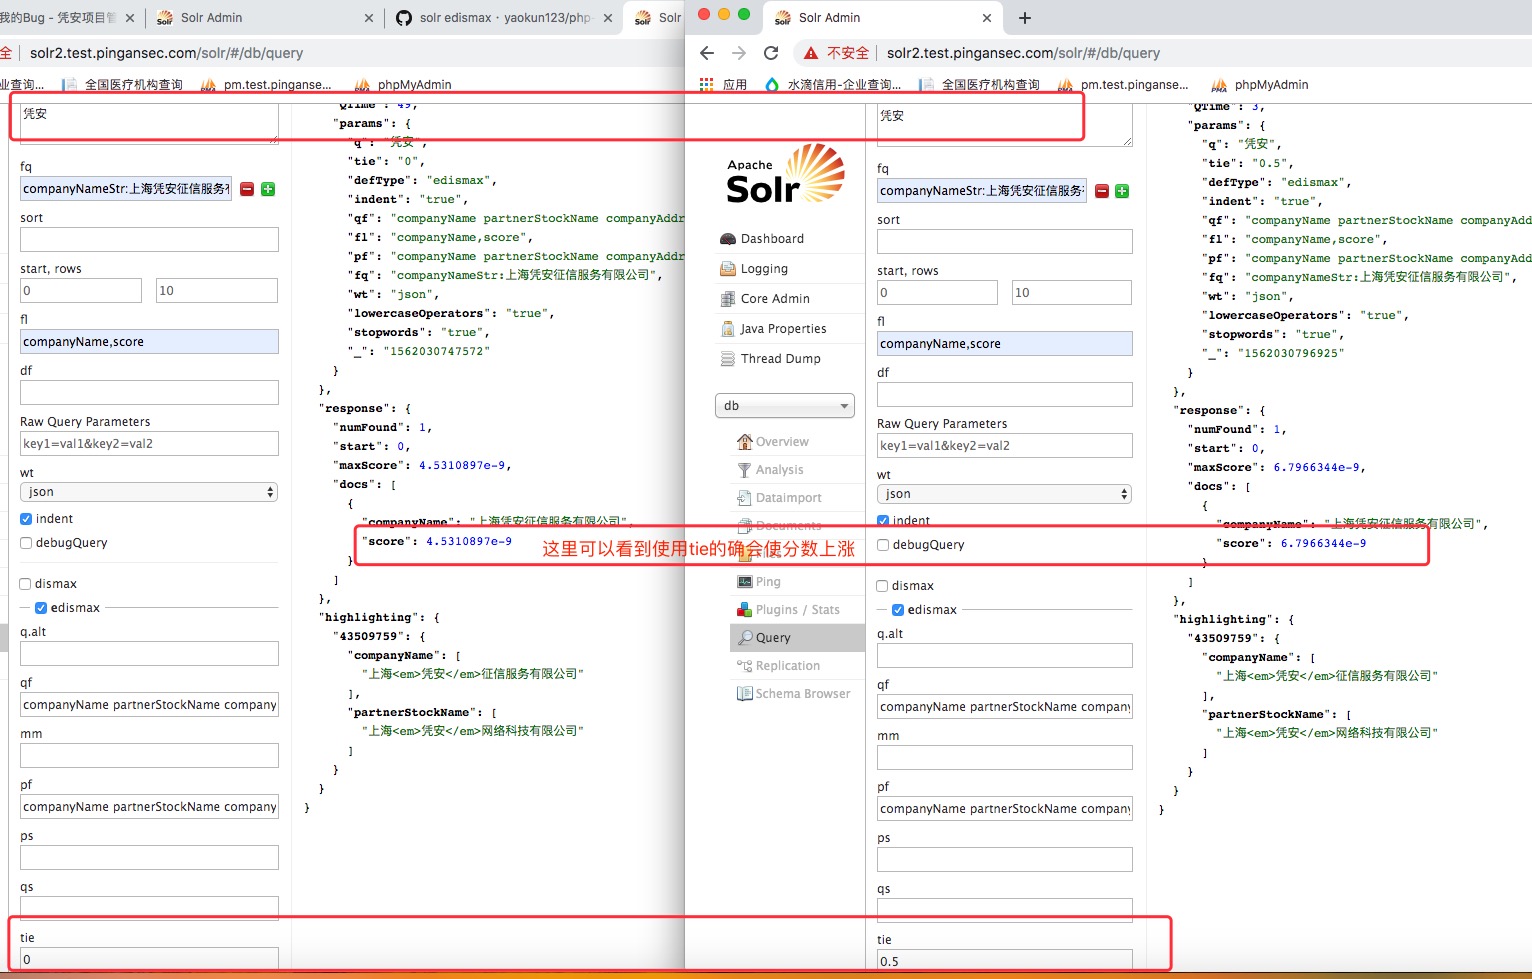 我的Bug - 凭安项目管
Solr Admin
solr edismax · yaokun123/php-
Solr
全
solr2.test.pingansec.com/solr/#/db/query
业查询...
全国医疗机构查询
pm.test.pinganse...
phpMyAdmin
凭安
fq
companyNameStr:上海凭安征信服务有
sort
start, rows
0
10
fl
companyName,score
df
Raw Query Parameters
key1=val1&key2=val2
wt
json
indent
debugQuery
dismax
edismax
q.alt
qf
companyName partnerStockName company
mm
pf
companyName partnerStockName company
ps
qs
tie
0
"QTime": 49,
"params": {
"q": "凭安",
"tie": "0",
"defType": "edismax",
"indent": "true",
"qf": "companyName partnerStockName companyAddr
"fl": "companyName,score",
"pf": "companyName partnerStockName companyAddr
"fq": "companyNameStr:上海凭安征信服务有限公司",
"wt": "json",
"lowercaseOperators": "true",
"stopwords": "true",
"_": "1562030747572"
}
},
"response": {
"numFound": 1,
"start": 0,
"maxScore": 4.5310897e-9,
"docs": [
{
"companyName": "上海凭安征信服务有限公司",
"score": 4.5310897e-9
}
]
},
"highlighting": {
"43509759": {
"companyName": [
"上海<em>凭安</em>征信服务有限公司"
],
"partnerStockName": [
"上海<em>凭安</em>网络科技有限公司"
]
}
}
}
这里可以看到使用tie的确会使分数上涨
Solr Admin
不安全
solr2.test.pingansec.com/solr/#/db/query
应用
水滴信用-企业查询...
全国医疗机构查询
pm.test.pinganse...
phpMyAdmin
Apache
Solr
Dashboard
Logging
Core Admin
Java Properties
Thread Dump
db
Overview
Analysis
Dataimport
Documents
Files
Ping
Plugins / Stats
Query
Replication
Schema Browser
凭安
fq
companyNameStr:上海凭安征信服务有
sort
start, rows
0
10
fl
companyName,score
df
Raw Query Parameters
key1=val1&key2=val2
wt
json
indent
debugQuery
dismax
edismax
q.alt
qf
companyName partnerStockName company
mm
pf
companyName partnerStockName company
ps
qs
tie
0.5
"QTime": 3,
"params": {
"q": "凭安",
"tie": "0.5",
"defType": "edismax",
"indent": "true",
"qf": "companyName partnerStockName companyAdd
"fl": "companyName,score",
"pf": "companyName partnerStockName companyAdd
"fq": "companyNameStr:上海凭安征信服务有限公司",
"wt": "json",
"lowercaseOperators": "true",
"stopwords": "true",
"_": "1562030796925"
}
},
"response": {
"numFound": 1,
"start": 0,
"maxScore": 6.7966344e-9,
"docs": [
{
"companyName": "上海凭安征信服务有限公司",
"score": 6.7966344e-9
}
]
},
"highlighting": {
"43509759": {
"companyName": [
"上海<em>凭安</em>征信服务有限公司"
],
"partnerStockName": [
"上海<em>凭安</em>网络科技有限公司"
]
}
}
}